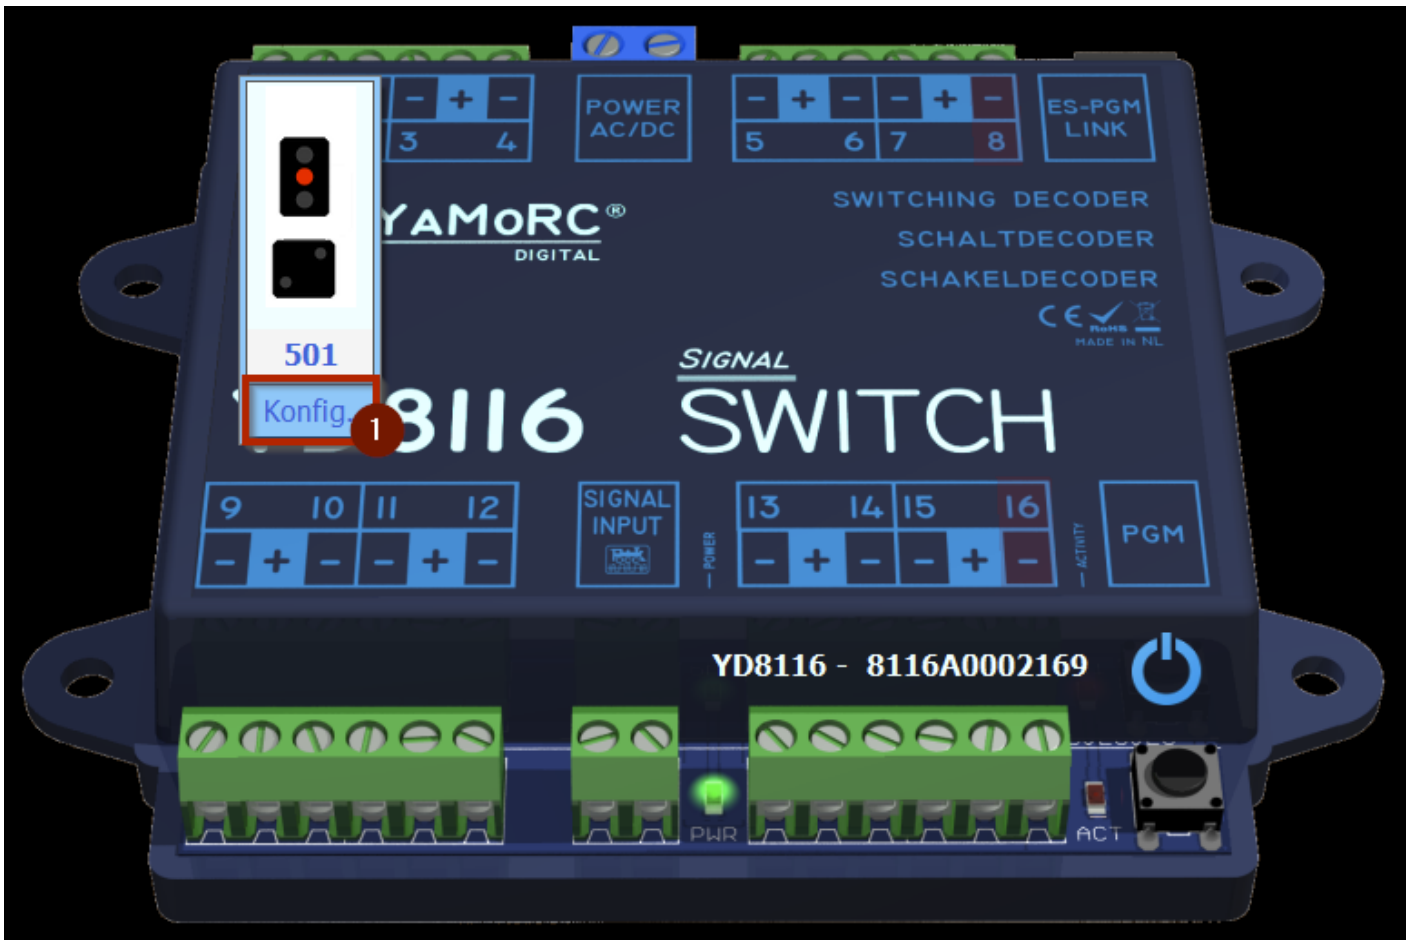 - + -
3 4
POWER
AC/DC
- + - - + -
5 6 7 8
ES-PGM
LINK
YAMORC®
DIGITAL
SWITCHING DECODER
SCHALTDECODER
SCHAKELDECODER
CE RoHS
MADE IN NL
501
Konfig.
1
8116
SIGNAL
SWITCH
9 10 11 12
- + - - + -
SIGNAL
INPUT
POWER
13 14 15 16
- + - - + -
ACTIVITY
PGM
YD8116 - 8116A0002169
PWR
ACT